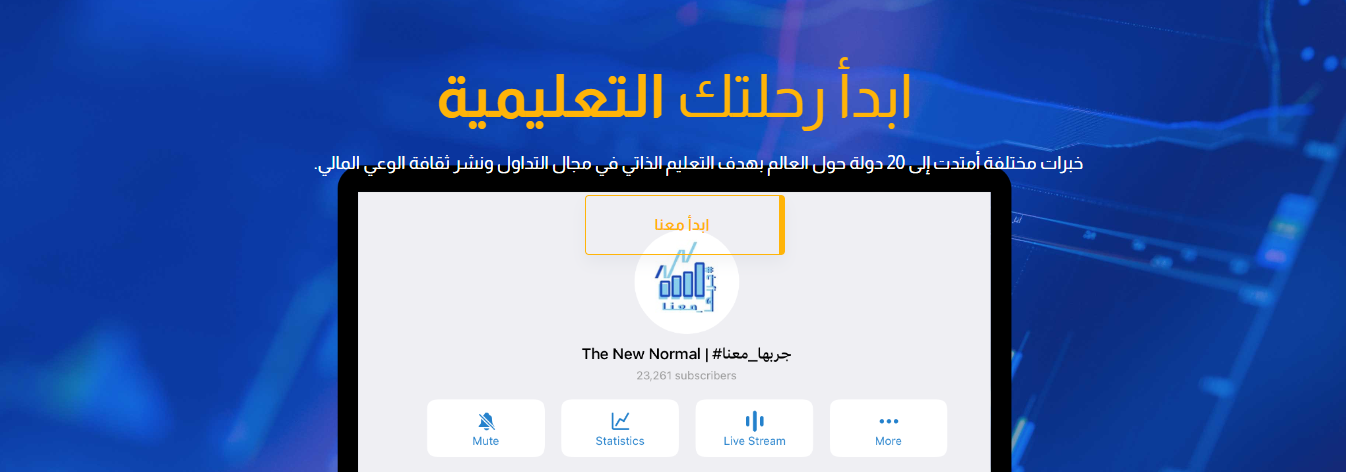 ابدأ رحلتك التعليمية
خبرات مختلفة أمتدت إلى 20 دولة حول العالم بهدف التعليم الذاتي في مجال التداول ونشر ثقافة الوعي المالي.
ابدأ معنا
The New Normal | #جربها_معنا
23,261 subscribers
Mute
Statistics
Live Stream
More